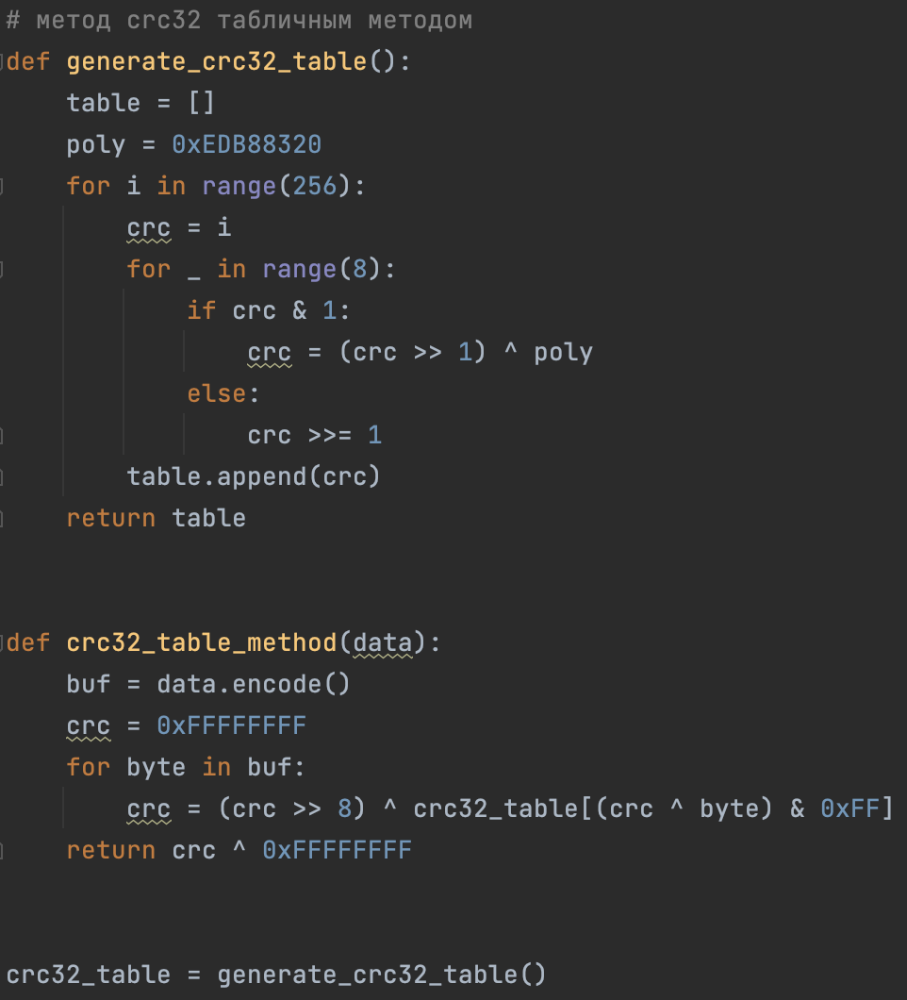 # метод crc32 табличным методом
def generate_crc32_table():
    table = []
    poly = 0xEDB88320
    for i in range(256):
        crc = i
        for _ in range(8):
            if crc & 1:
                crc = (crc >> 1) ^ poly
            else:
                crc >>= 1
        table.append(crc)
    return table
def crc32_table_method(data):
    buf = data.encode()
    crc = 0xFFFFFFFF
    for byte in buf:
        crc = (crc >> 8) ^ crc32_table[(crc ^ byte) & 0xFF]
    return crc ^ 0xFFFFFFFF
crc32_table = generate_crc32_table()